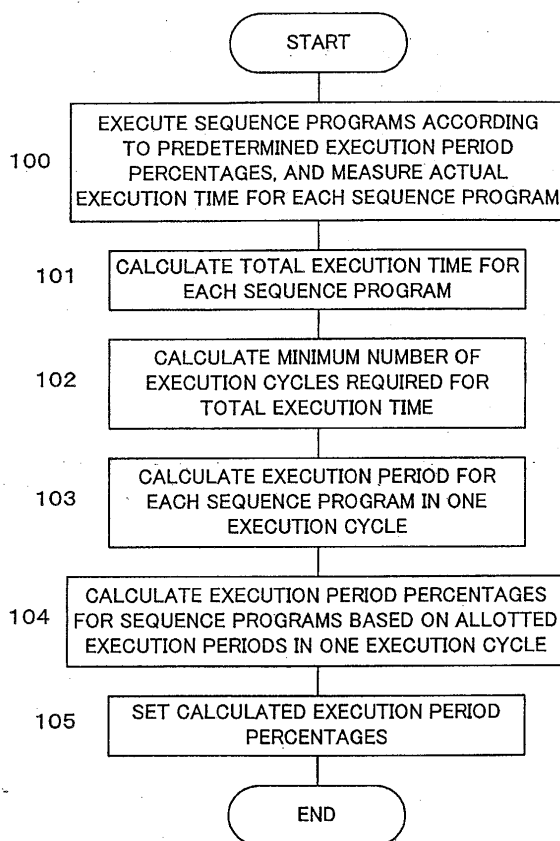 START
100
EXECUTE SEQUENCE PROGRAMS ACCORDING
TO PREDETERMINED EXECUTION PERIOD
PERCENTAGES, AND MEASURE ACTUAL
EXECUTION TIME FOR EACH SEQUENCE PROGRAM
101
CALCULATE TOTAL EXECUTION TIME FOR
EACH SEQUENCE PROGRAM
102
CALCULATE MINIMUM NUMBER OF
EXECUTION CYCLES REQUIRED FOR
TOTAL EXECUTION TIME
103
CALCULATE EXECUTION PERIOD FOR
EACH SEQUENCE PROGRAM IN ONE
EXECUTION CYCLE
104
CALCULATE EXECUTION PERIOD PERCENTAGES
FOR SEQUENCE PROGRAMS BASED ON ALLOTTED
EXECUTION PERIODS IN ONE EXECUTION CYCLE
105
SET CALCULATED EXECUTION PERIOD
PERCENTAGES
END